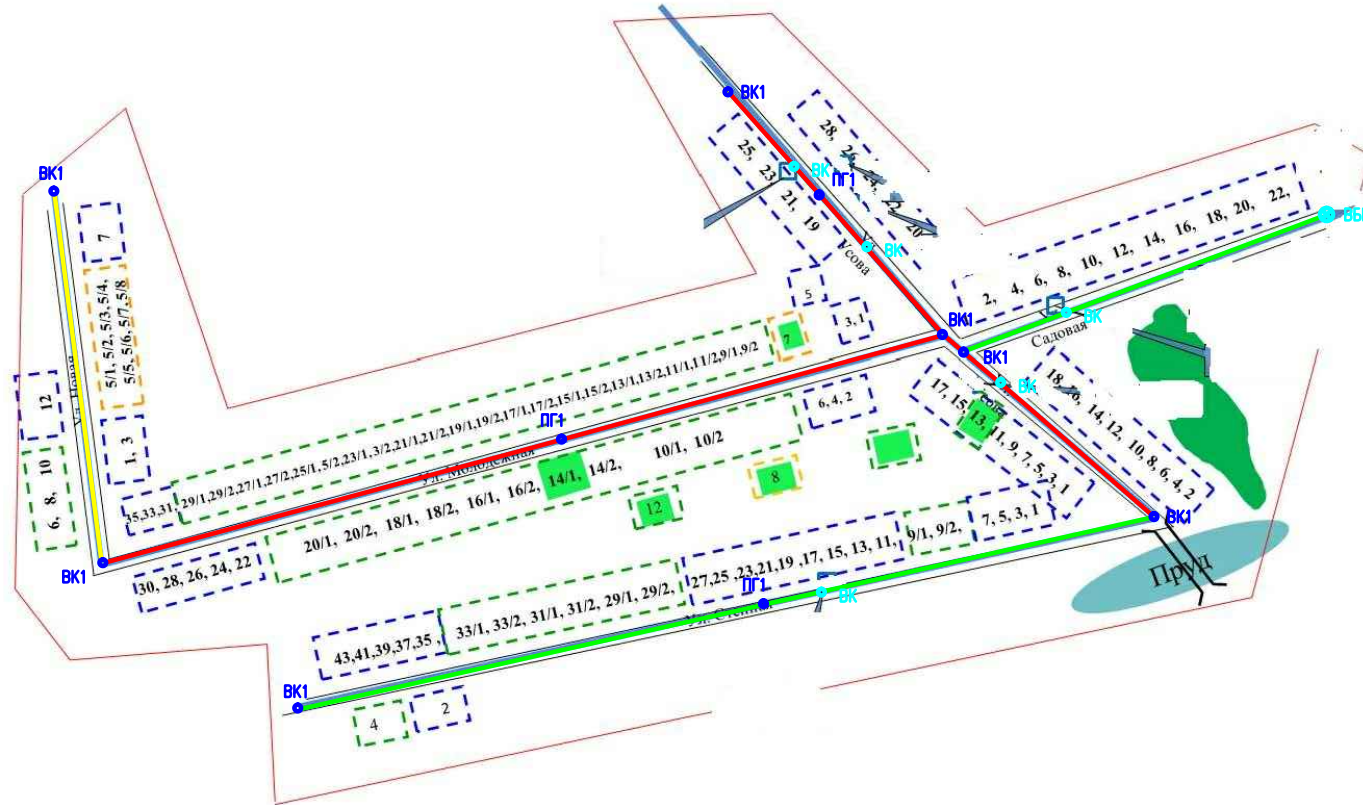 ВК1
28,
25,
23
21, 19
ВК
ПГ1
20
ВК
Усова
ВК1
7
5/1, 5/2, 5/3, 5/4,
5/5, 5/6, 5/7, 5/8
Ул. Новая
12
1, 3
6, 8, 10
ВК1
2, 4, 6, 8, 10, 12, 14, 16, 18, 20, 22,
5
3, 1
7
ВК1
ВК
Садовая
ВК1
ВК
35,33,31, 29/1,29/2,27/1,27/2,25/1,5/2,23/1,3/2,21/1,21/2,19/1,19/2,17/1,17/2,15/1,15/2,13/1,13/2,11/1,11/2,9/1,9/2
ПГ1
Ул. Молодежная
6, 4, 2
17, 15, 13, 11, 9, 7, 5, 3, 1
14, 12, 10, 8, 6, 4, 2
30, 28, 26, 24, 22
20/1, 20/2, 18/1, 18/2, 16/1, 16/2, 14/1, 14/2, 10/1, 10/2
12
8
7, 5, 3, 1
9/1, 9/2,
27,25 ,23,21,19 ,17, 15, 13, 11,
33/1, 33/2, 31/1, 31/2, 29/1, 29/2,
43,41,39,37,35 ,
ВК1
Пруд
ПГ1
ВК
ВК1
4
2